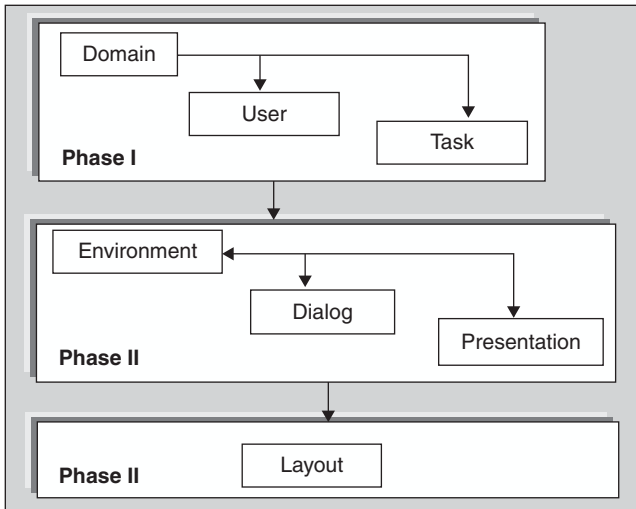 Domain
User
Task
Phase I
Environment
Dialog
Presentation
Phase II
Layout
Phase II